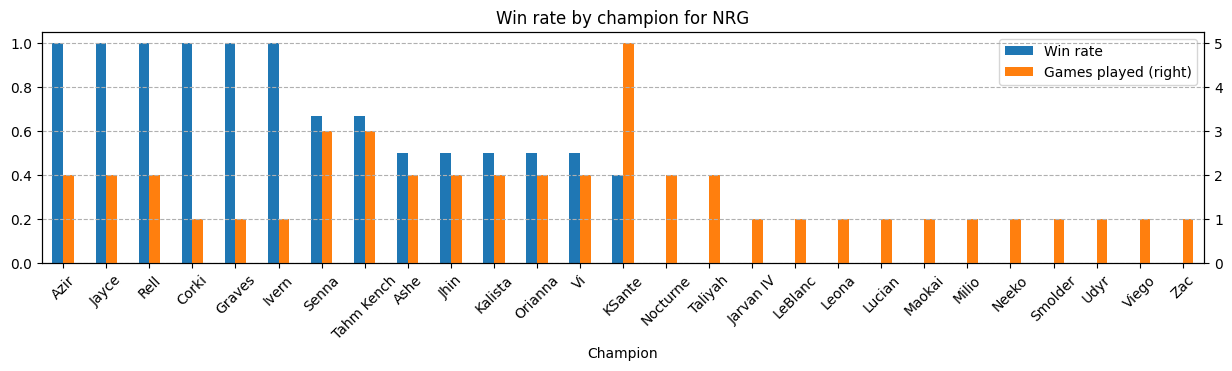 Win rate by champion for NRG
Win rate
Games played (right)
1.0
0.8
0.6
0.4
0.2
0.0
5
4
3
2
1
0
Azir
Jayce
Rell
Corki
Graves
Ivern
Senna
Tahm Kench
Ashe
Jhin
Kalista
Orianna
Vi
KSante
Nocturne
Taliyah
Jarvan IV
LeBlanc
Leona
Lucian
Maokai
Milio
Neeko
Smolder
Udyr
Viego
Zac
Champion